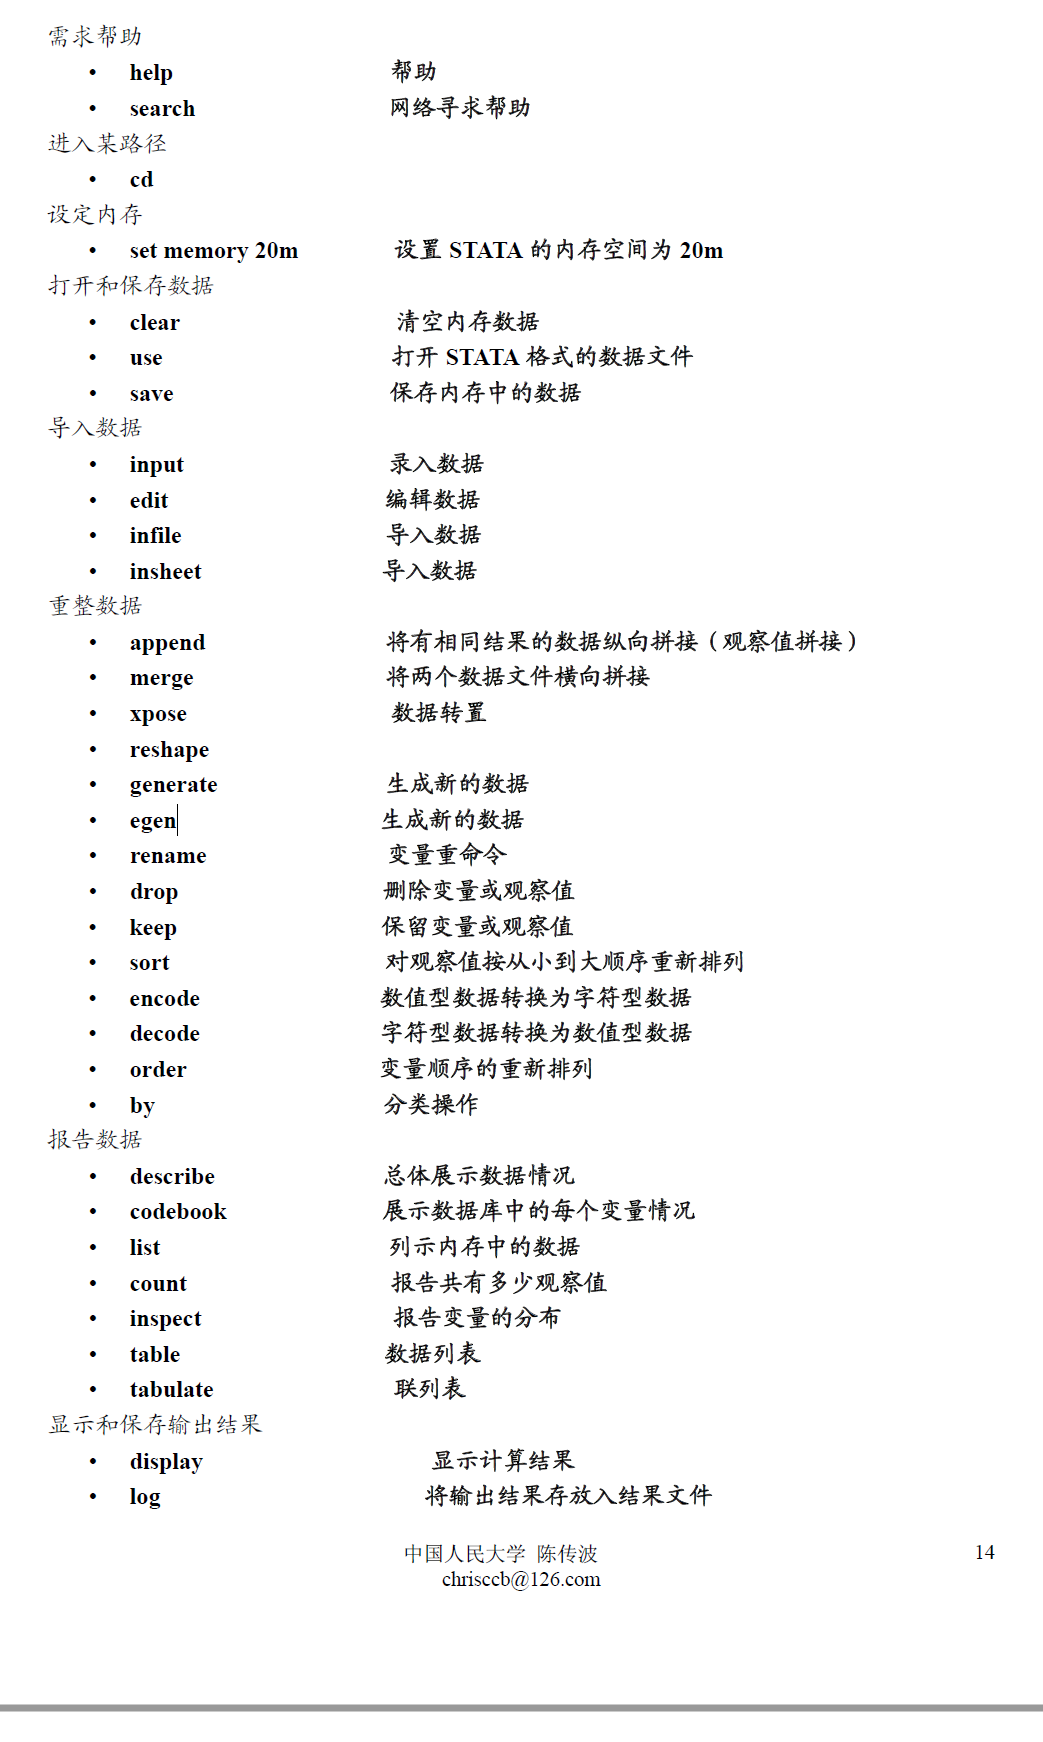 需求帮助
• help 帮助
• search 网络寻求帮助
进入某路径
• cd
设定内存
• set memory 20m 设置 STATA 的内存空间为 20m
打开和保存数据
• clear 清空内存数据
• use 打开 STATA 格式的数据文件
• save 保存内存中的数据
导入数据
• input 录入数据
• edit 编辑数据
• infile 导入数据
• insheet 导入数据
重整数据
• append 将有相同结果的数据纵向拼接（观察值拼接）
• merge 将两个数据文件横向拼接
• xpose 数据转置
• reshape
• generate 生成新的数据
• egen 生成新的数据
• rename 变量重命令
• drop 删除变量或观察值
• keep 保留变量或观察值
• sort 对观察值按从小到大顺序重新排列
• encode 数值型数据转换为字符型数据
• decode 字符型数据转换为数值型数据
• order 变量顺序的重新排列
• by 分类操作
报告数据
• describe 总体展示数据情况
• codebook 展示数据库中的每个变量情况
• list 列示内存中的数据
• count 报告共有多少观察值
• inspect 报告变量的分布
• table 数据列表
• tabulate 联列表
显示和保存输出结果
• display 显示计算结果
• log 将输出结果存放入结果文件
中国人民大学 陈传波 14
chrisccb@126.com